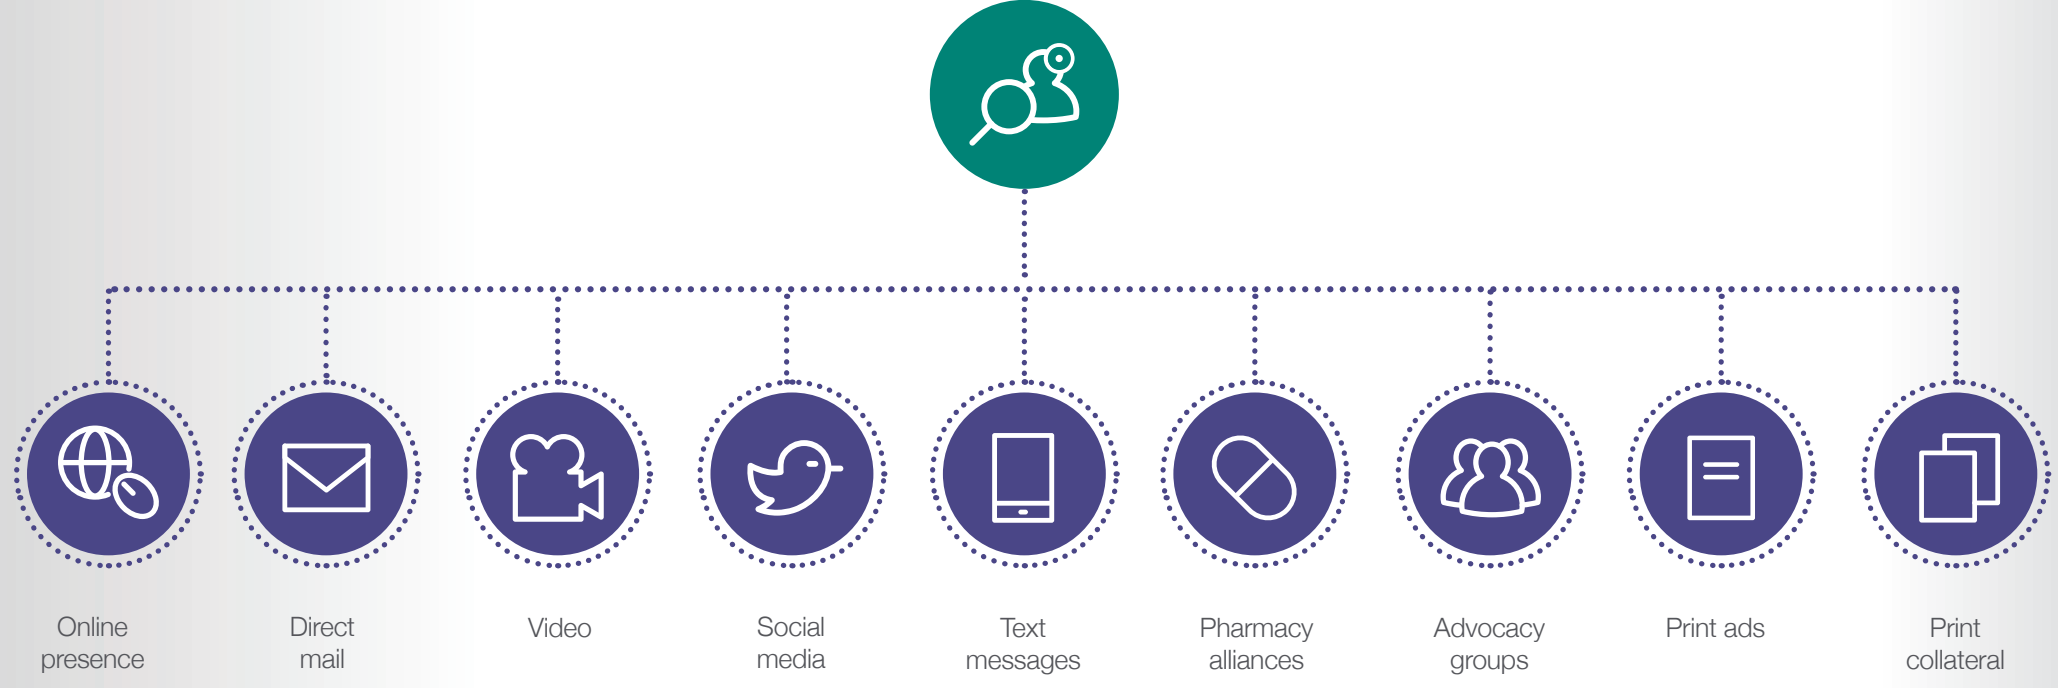 Online
presence
Direct
mail
Video
Social
media
Text
messages
Pharmacy
alliances
Advocacy
groups
Print ads
Print
collateral